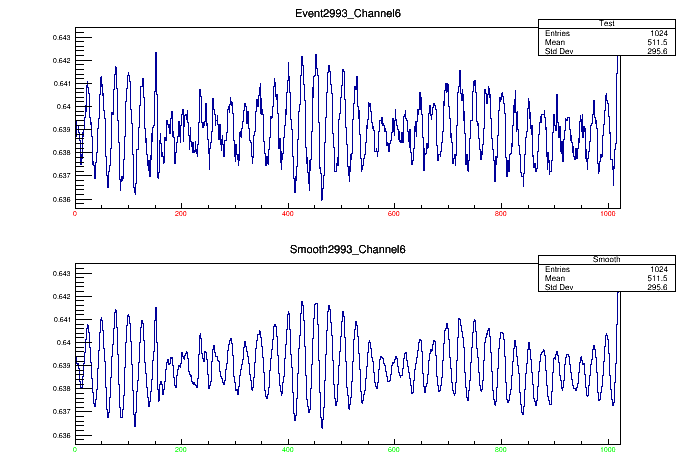 Event2993_Channel6
Test
Entries 1024
Mean 511.5
Std Dev 295.6
0.643
0.642
0.641
0.64
0.639
0.638
0.637
0.636
0 200 400 600 800 1000
Smooth2993_Channel6
Smooth
Entries 1024
Mean 511.5
Std Dev 295.6
0.643
0.642
0.641
0.64
0.639
0.638
0.637
0.636
0 200 400 600 800 1000